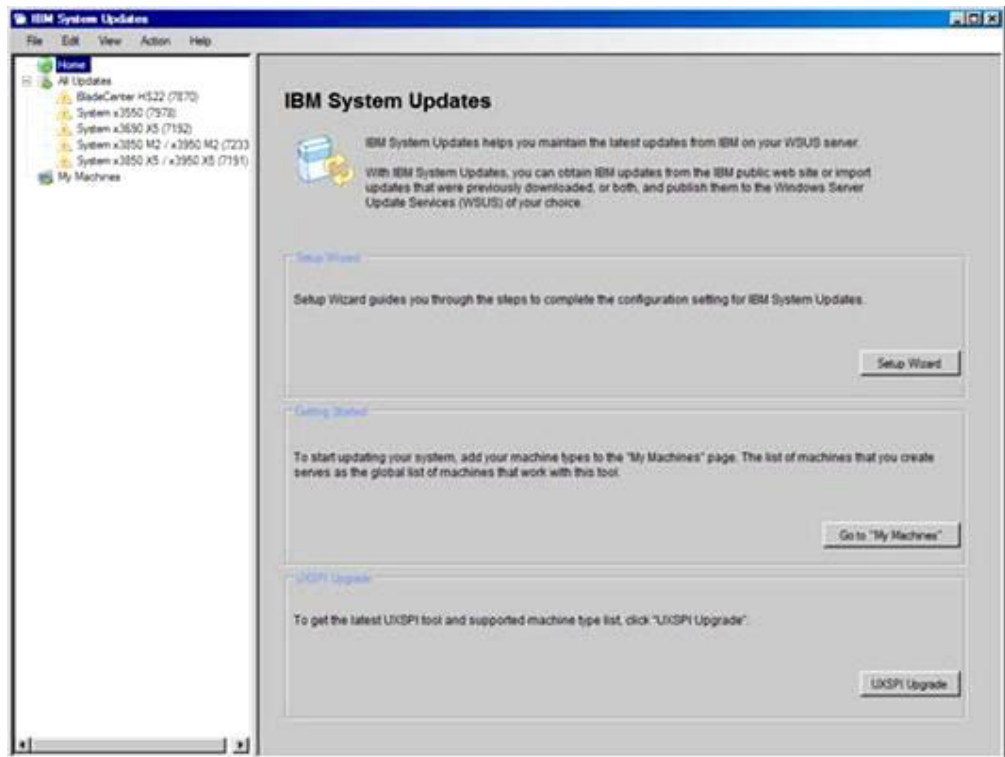 IBM System Updates
File Edit View Action Help
Home
All Updates
BladeCenter HS22 (7870)
System x3550 (7978)
System x3690 X5 (7192)
System x3850 M2 / x3950 M2 (7233
System x3850 X5 / x3950 X5 (7191)
My Machines
IBM System Updates
IBM System Updates helps you maintain the latest updates from IBM on your WSUS server.
With IBM System Updates, you can obtain IBM updates from the IBM public web site or import
updates that were previously downloaded, or both, and publish them to the Windows Server
Update Services (WSUS) of your choice.
Setup Wizard
Setup Wizard guides you through the steps to complete the configuration setting for IBM System Updates.
Setup Wizard
Getting Started
To start updating your system, add your machine types to the "My Machines" page. The list of machines that you create
serves as the global list of machines that work with this tool.
Go to "My Machines"
UXSPI Upgrade
To get the latest UXSPI tool and supported machine type list, click "UXSPI Upgrade".
UXSPI Upgrade